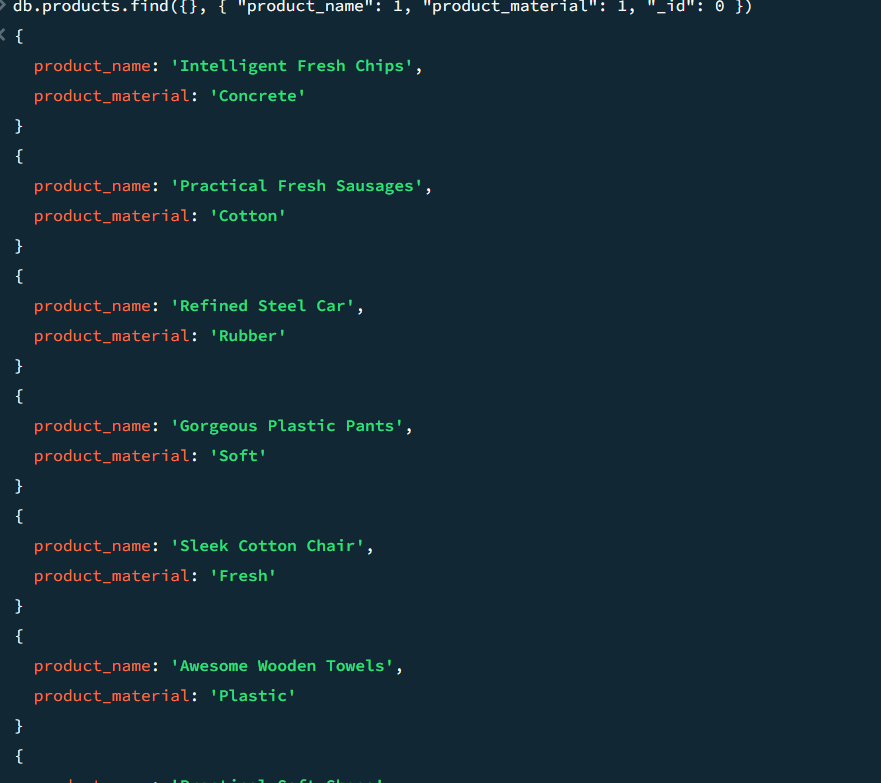 db.products.find({}, { "product_name": 1, "product_material": 1, "_id": 0 })
{
product_name: 'Intelligent Fresh Chips',
product_material: 'Concrete'
}
{
product_name: 'Practical Fresh Sausages',
product_material: 'Cotton'
}
{
product_name: 'Refined Steel Car',
product_material: 'Rubber'
}
{
product_name: 'Gorgeous Plastic Pants',
product_material: 'Soft'
}
{
product_name: 'Sleek Cotton Chair',
product_material: 'Fresh'
}
{
product_name: 'Awesome Wooden Towels',
product_material: 'Plastic'
}
{